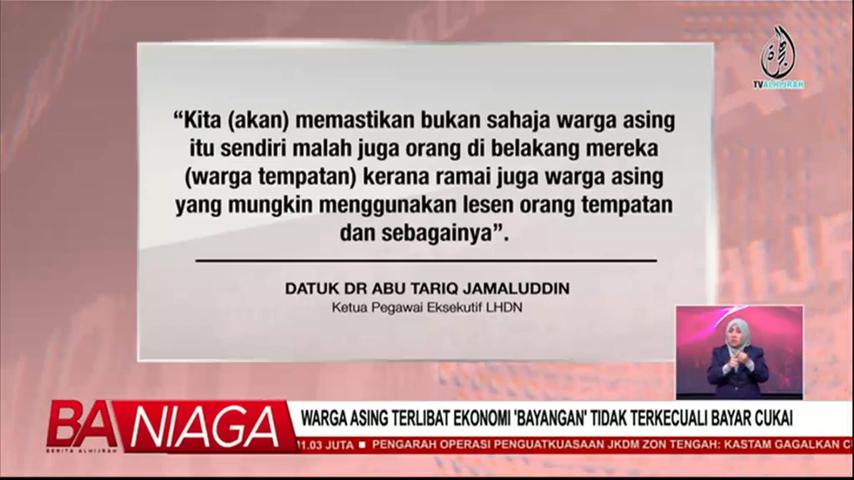 TVALHIJRAH
“Kita (akan) memastikan bukan sahaja warga asing
itu sendiri malah juga orang di belakang mereka
(warga tempatan) kerana ramai juga warga asing
yang mungkin menggunakan lesen orang tempatan
dan sebagainya”.
DATUK DR ABU TARIQ JAMALUDDIN
Ketua Pegawai Eksekutif LHDN
BA NIAGA
BERITA ALHIJRAH
WARGA ASING TERLIBAT EKONOMI 'BAYANGAN' TIDAK TERKECUALI BAYAR CUKAI
11.03 JUTA ■ PENGARAH OPERASI PENGUATKUASAAN JKDM ZON TENGAH: KASTAM GAGALKAN